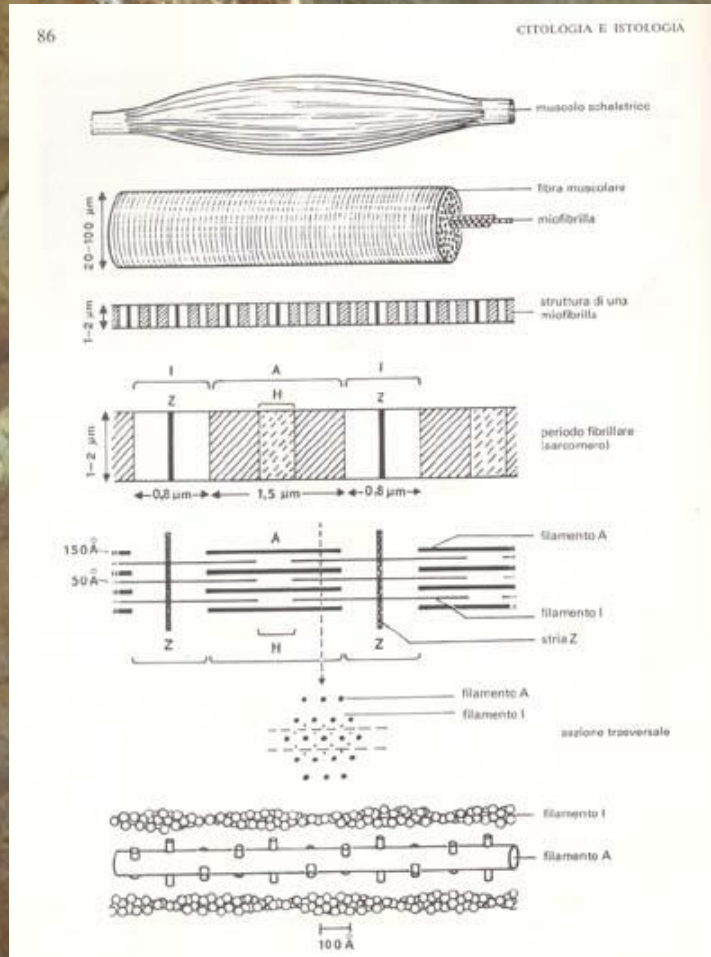 86
CITOLOGIA E ISTOLOGIA
muscolo scheletrico
fibra muscolare
miofibrilla
20-100 μm
struttura di una
miofibrilla
1-2 μm
I A I
Z H Z
periodo fibrillare
(sarcomero)
1-2 μm
0,8 μm 1,5 μm 0,8 μm
A
filamento A
150 Å
50 Å
filamento I
stria Z
Z H Z
filamento A
filamento I
sezione trasversale
filamento I
filamento A
100 Å